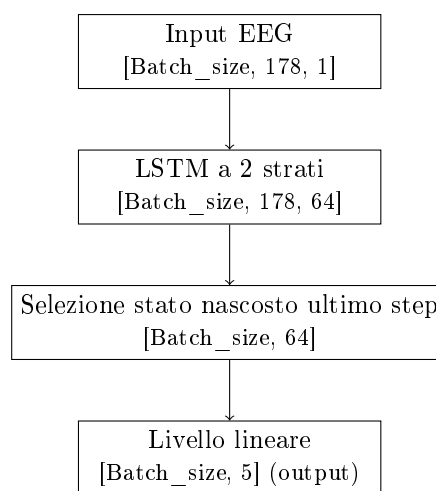 Input EEG
[Batch_size, 178, 1]
LSTM a 2 strati
[Batch_size, 178, 64]
Selezione stato nascosto ultimo step
[Batch_size, 64]
Livello lineare
[Batch_size, 5] (output)